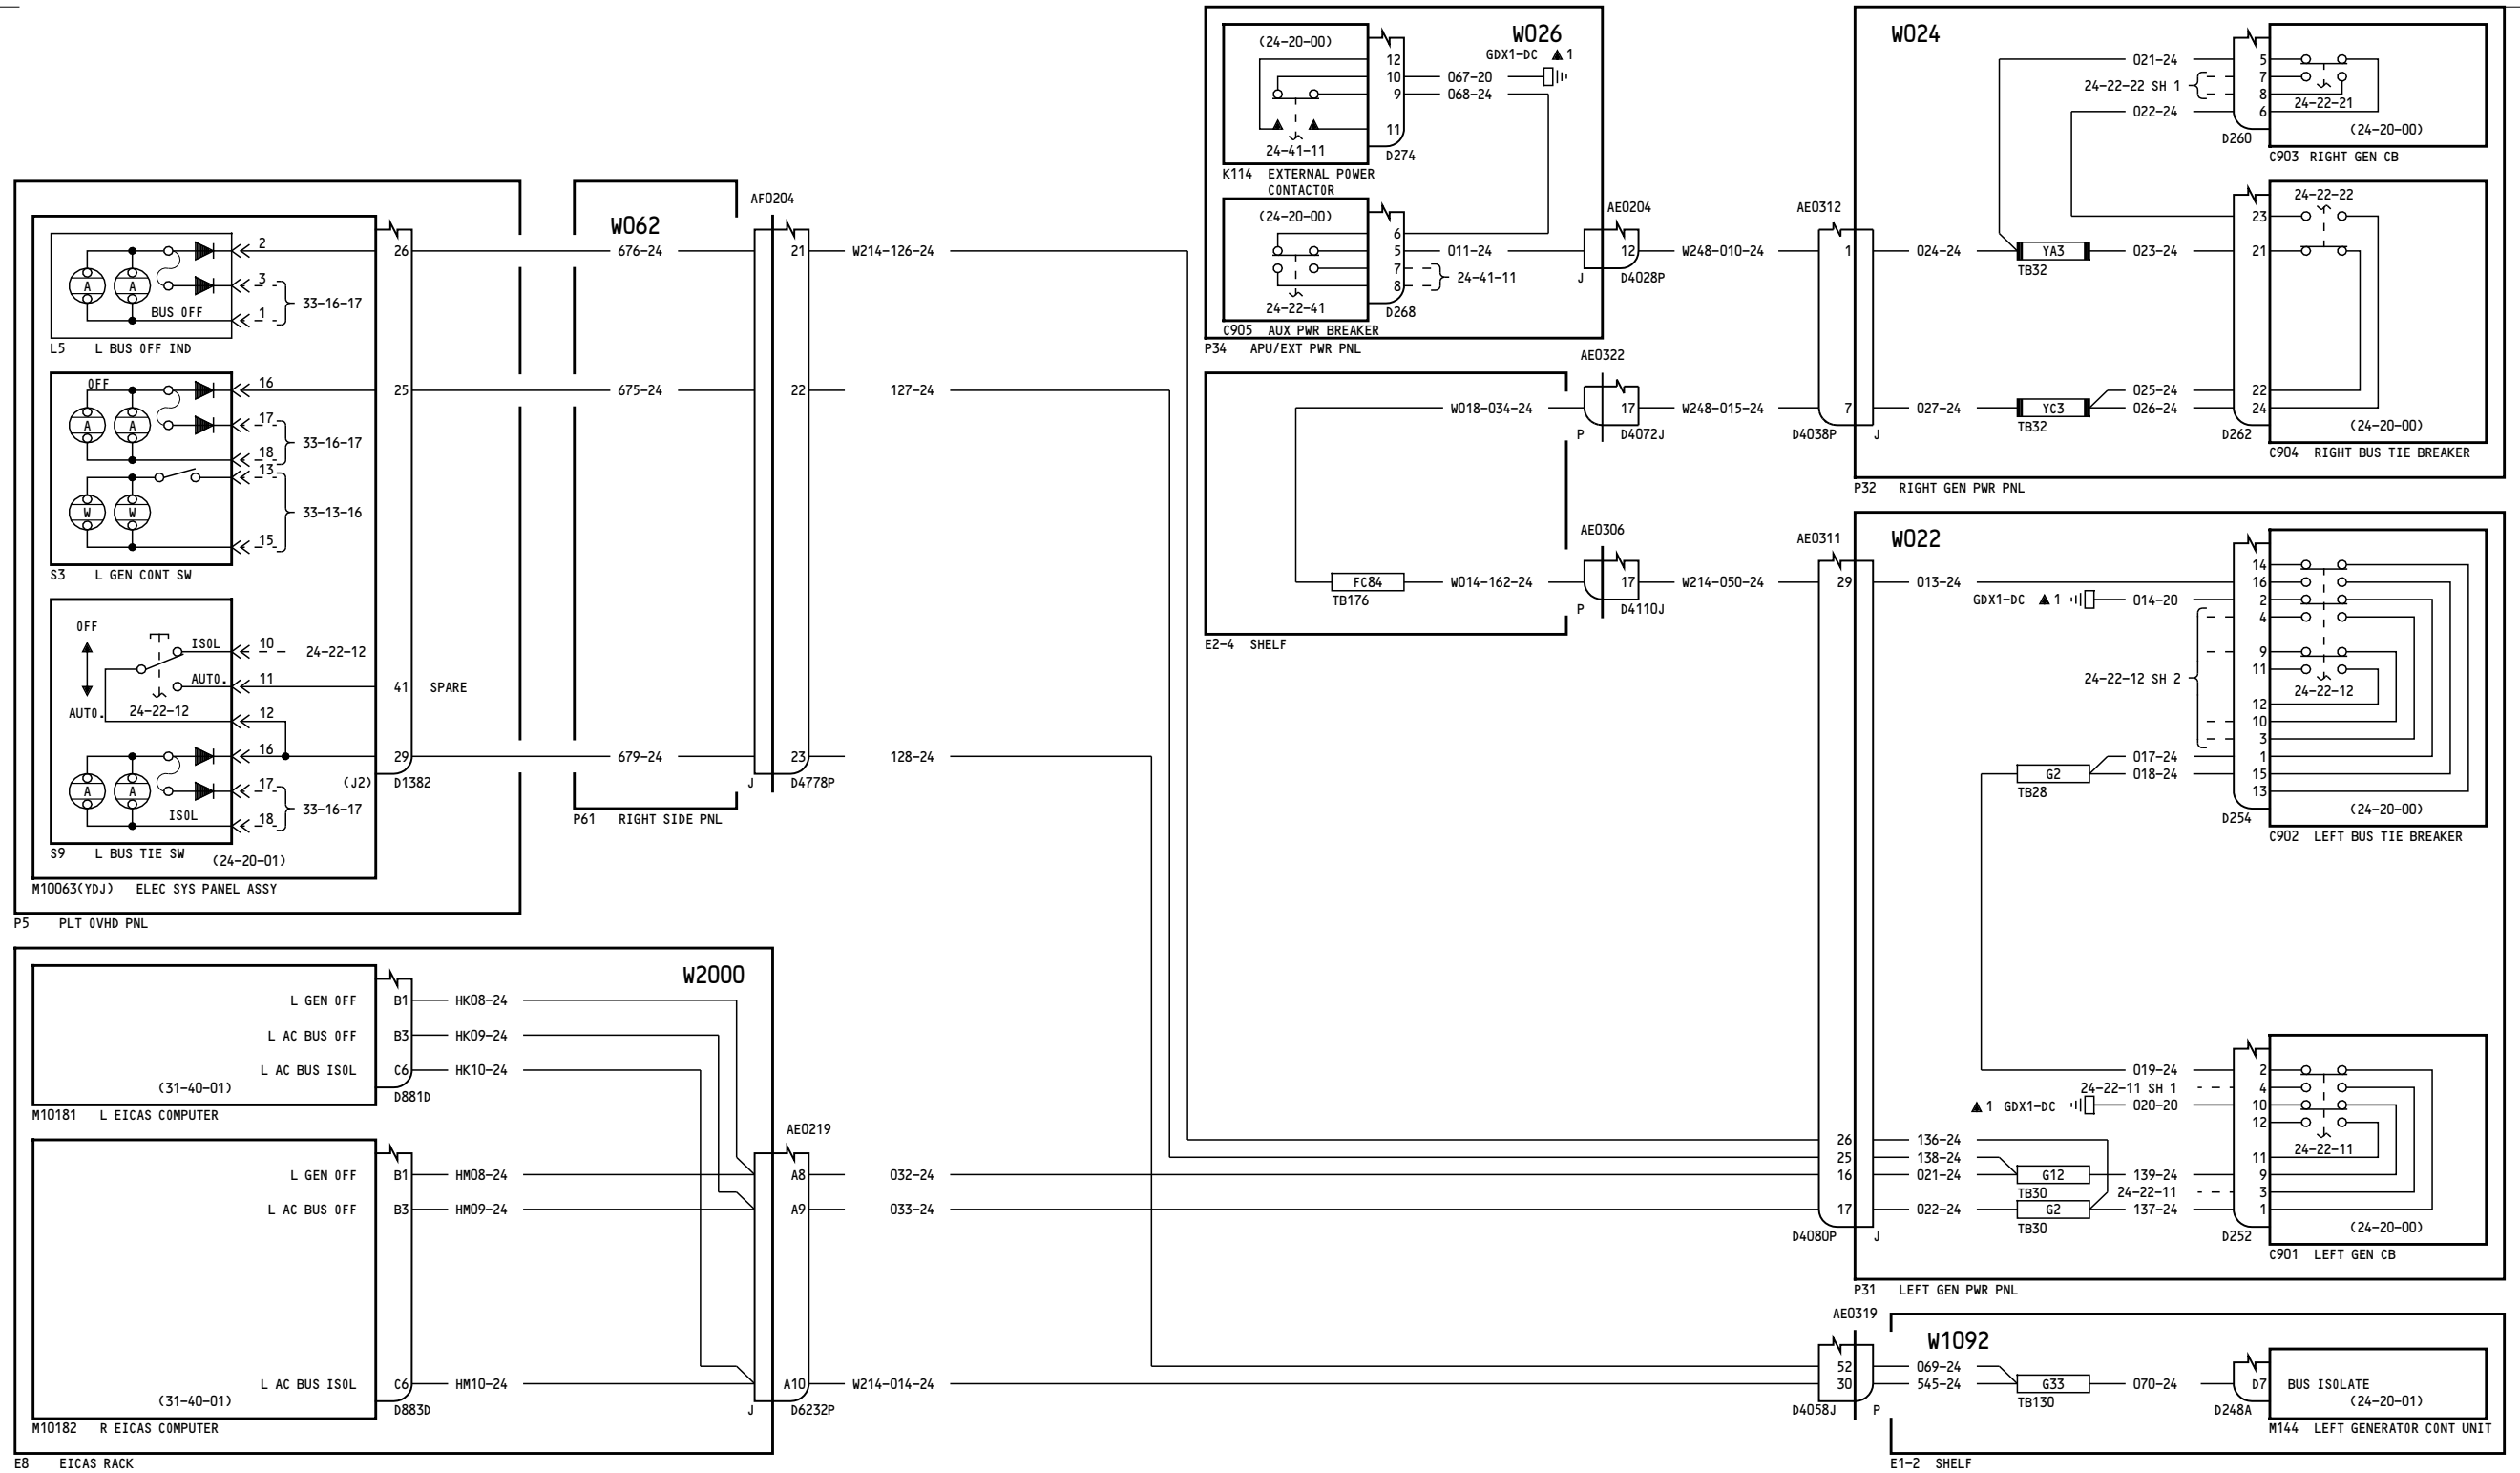 P5 PLT OVHD PNL
M10063(YDJ) ELEC SYS PANEL ASSY
(24-20-01)
L5 L BUS OFF IND
A A
BUS OFF
2
3
1
33-16-17
S3 L GEN CONT SW
OFF
A A
16
17
18
33-16-17
W W
13
15
33-13-16
S9 L BUS TIE SW
OFF
AUTO.
24-22-12
ISOL
AUTO.
10
24-22-12
11
12
A A
ISOL
16
17
18
33-16-17
26
25
41 SPARE
29
(J2) D1382
W062
676-24
675-24
679-24
P61 RIGHT SIDE PNL
AF0204
21 W214-126-24
22 127-24
23 128-24
J D4778P
W2000
L GEN OFF B1 HK08-24
L AC BUS OFF B3 HK09-24
L AC BUS ISOL C6 HK10-24
(31-40-01)
D881D
M10181 L EICAS COMPUTER
L GEN OFF B1 HM08-24
L AC BUS OFF B3 HM09-24
L AC BUS ISOL C6 HM10-24
(31-40-01)
D883D
M10182 R EICAS COMPUTER
E8 EICAS RACK
AE0219
A8 032-24
A9 033-24
A10 W214-014-24
J D6232P
W026
GDX1-DC 1
(24-20-00)
24-41-11
12
10 067-20
9 068-24
11
D274
K114 EXTERNAL POWER
CONTACTOR
(24-20-00)
24-22-41
6
5 011-24
7
8
24-41-11
D268
C905 AUX PWR BREAKER
P34 APU/EXT PWR PNL
AE0204
12 W248-010-24
J D4028P
AE0322
W018-034-24 17 W248-015-24
P D4072J
AE0306
FC84 W014-162-24 17 W214-050-24
TB176
P D4110J
E2-4 SHELF
AE0312
1
7
D4038P J
W024
021-24 5
24-22-22 SH 1 7
8
022-24 6
24-22-21
(24-20-00)
D260
C903 RIGHT GEN CB
24-22-22
23
024-24 YA3 023-24 21
TB32
025-24 22
027-24 YC3 026-24 24
TB32
(24-20-00)
D262
C904 RIGHT BUS TIE BREAKER
P32 RIGHT GEN PWR PNL
AE0311
W022
29 013-24
GDX1-DC 1 014-20
14
16
2
4
9
11
24-22-12 SH 2
24-22-12
12
10
3
017-24 1
G2 018-24 15
TB28
13
(24-20-00)
D254
C902 LEFT BUS TIE BREAKER
019-24 2
24-22-11 SH 1 4
1 GDX1-DC 020-20 10
12
24-22-11
26 136-24
25 138-24 11
16 021-24 G12 139-24 9
TB30 24-22-11 3
17 022-24 G2 137-24 1
TB30
(24-20-00)
D4080P J
D252
C901 LEFT GEN CB
P31 LEFT GEN PWR PNL
AE0319
W1092
52 069-24
30 545-24 G33 070-24 D7 BUS ISOLATE
TB130
(24-20-01)
D4058J P
D248A
M144 LEFT GENERATOR CONT UNIT
E1-2 SHELF